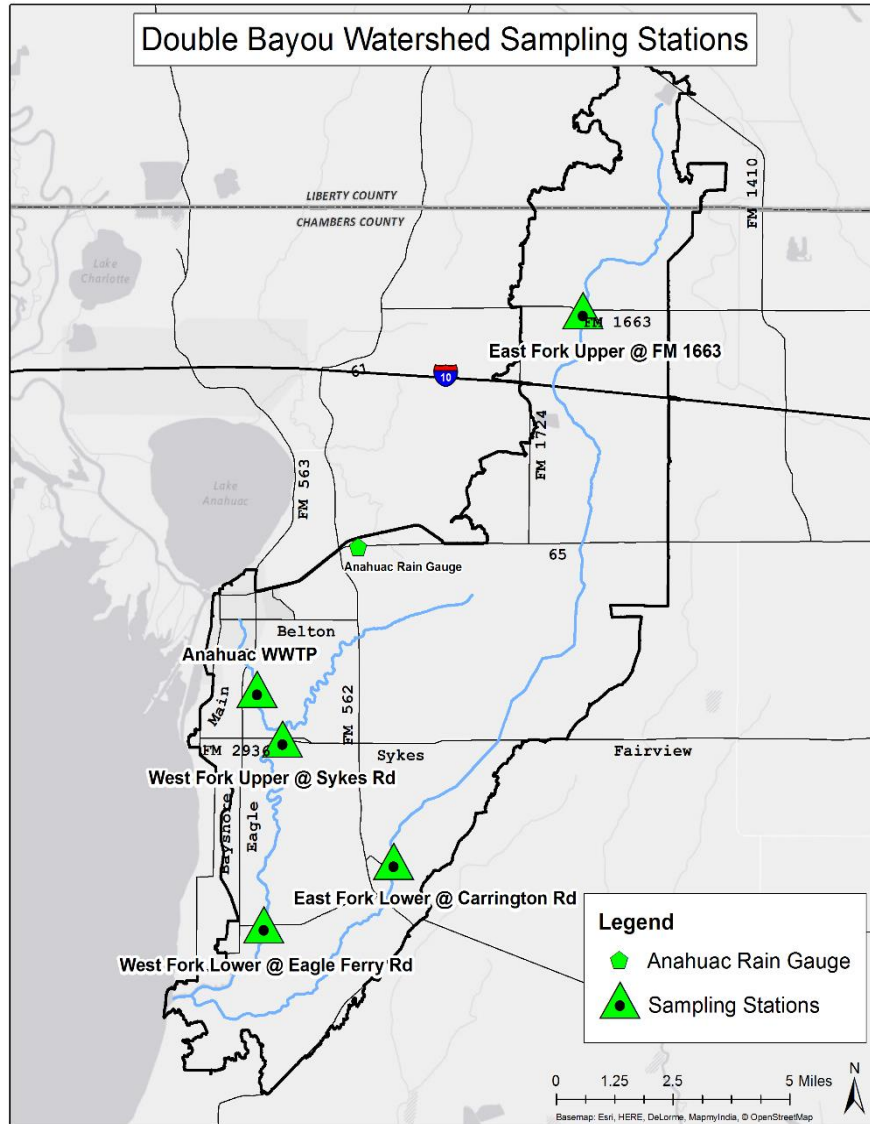 Double Bayou Watershed Sampling Stations
LIBERTY COUNTY
CHAMBERS COUNTY
FM 1410
Lake
Charlotte
FM 1663
East Fork Upper @ FM 1663
61
10
FM 1724
FM 563
Lake
Anahuac
65
Anahuac Rain Gauge
Belton
Anahuac WWTP
Main
FM 562
FM 2936
Sykes
Fairview
West Fork Upper @ Sykes Rd
Bayshore
Eagle
East Fork Lower @ Carrington Rd
West Fork Lower @ Eagle Ferry Rd
Legend
Anahuac Rain Gauge
Sampling Stations
N
0 1.25 2.5 5 Miles
Basemap: Esri, HERE, DeLorme, MapmyIndia, © OpenStreetMap